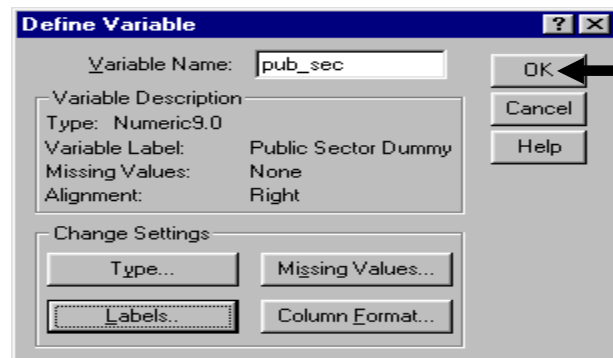 Define Variable
Variable Name: pub_sec
OK
Variable Description
Type: Numeric9.0
Cancel
Variable Label: Public Sector Dummy
Help
Missing Values: None
Alignment: Right
Change Settings
Type... Missing Values...
Labels.. Column Format...